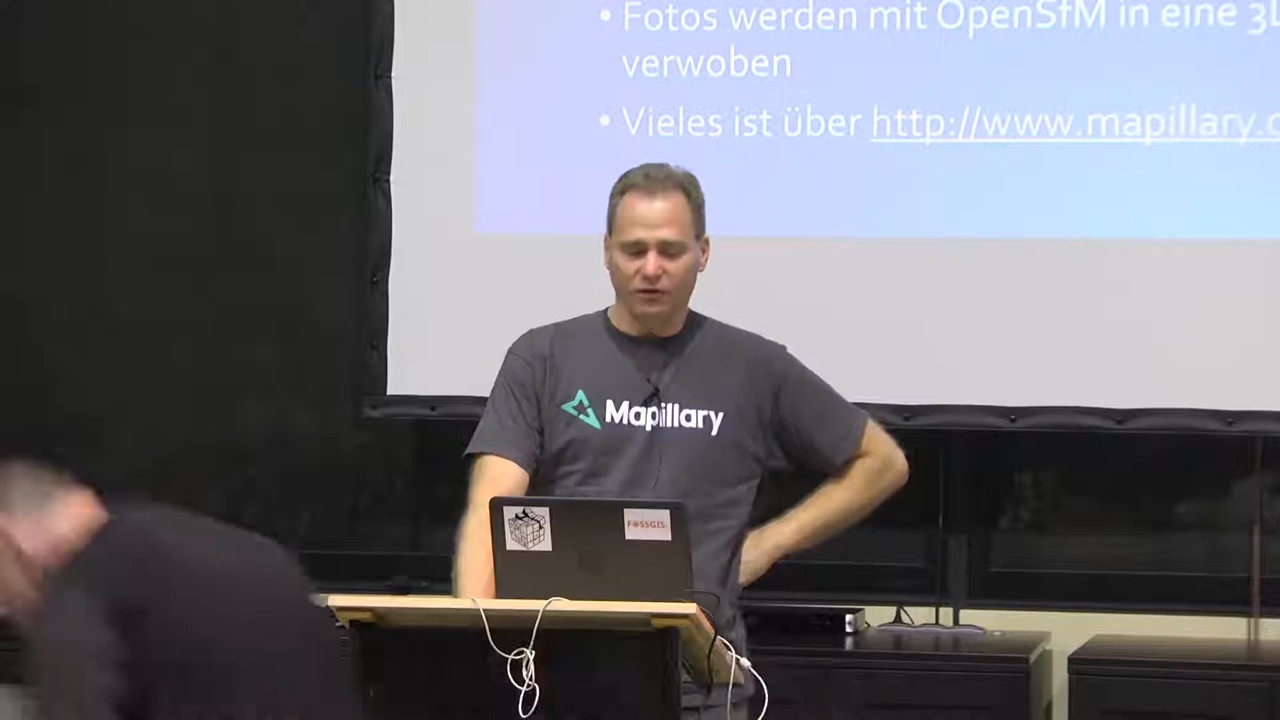 • Fotos werden mit OpenSfM in eine
verwoben
• Vieles ist über http://www.mapillary.
Mapillary
FOSSGIS